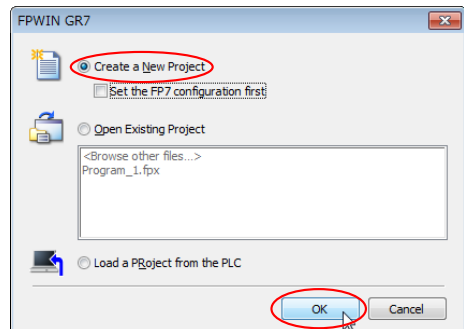 FPWIN GR7
Create a New Project
Set the FP7 configuration first
Open Existing Project
<Browse other files...>
Program_1.fpx
Load a PRoject from the PLC
OK
Cancel